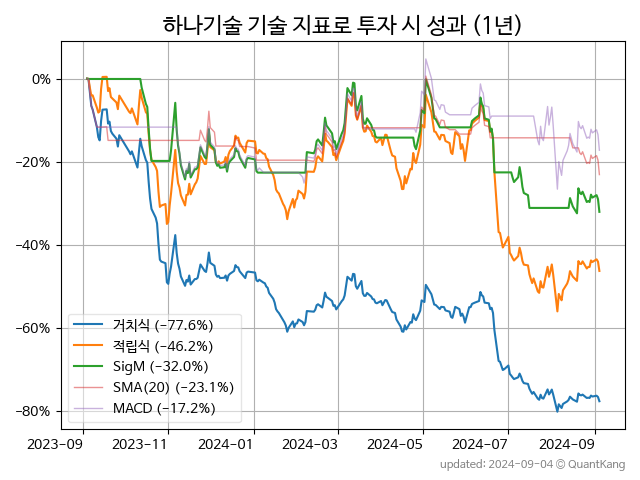 하나기술 기술 지표로 투자 시 성과 (1년)
0%
−20%
−40%
−60%
−80%
거치식 (−77.6%)
적립식 (−46.2%)
SigM (−32.0%)
SMA(20) (−23.1%)
MACD (−17.2%)
2023-09 2023-11 2024-01 2024-03 2024-05 2024-07 2024-09
updated: 2024-09-04 @ QuantKang